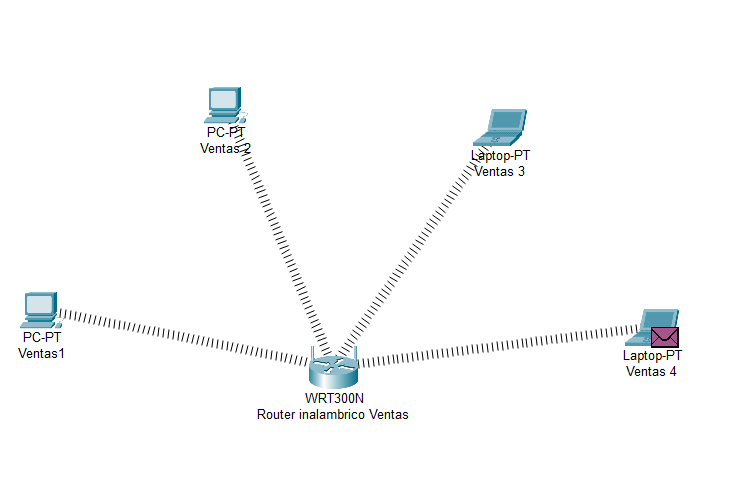 PC-PT
Ventas 2
Laptop-PT
Ventas 3
PC-PT
Ventas1
Laptop-PT
Ventas 4
WRT300N
Router inalambrico Ventas